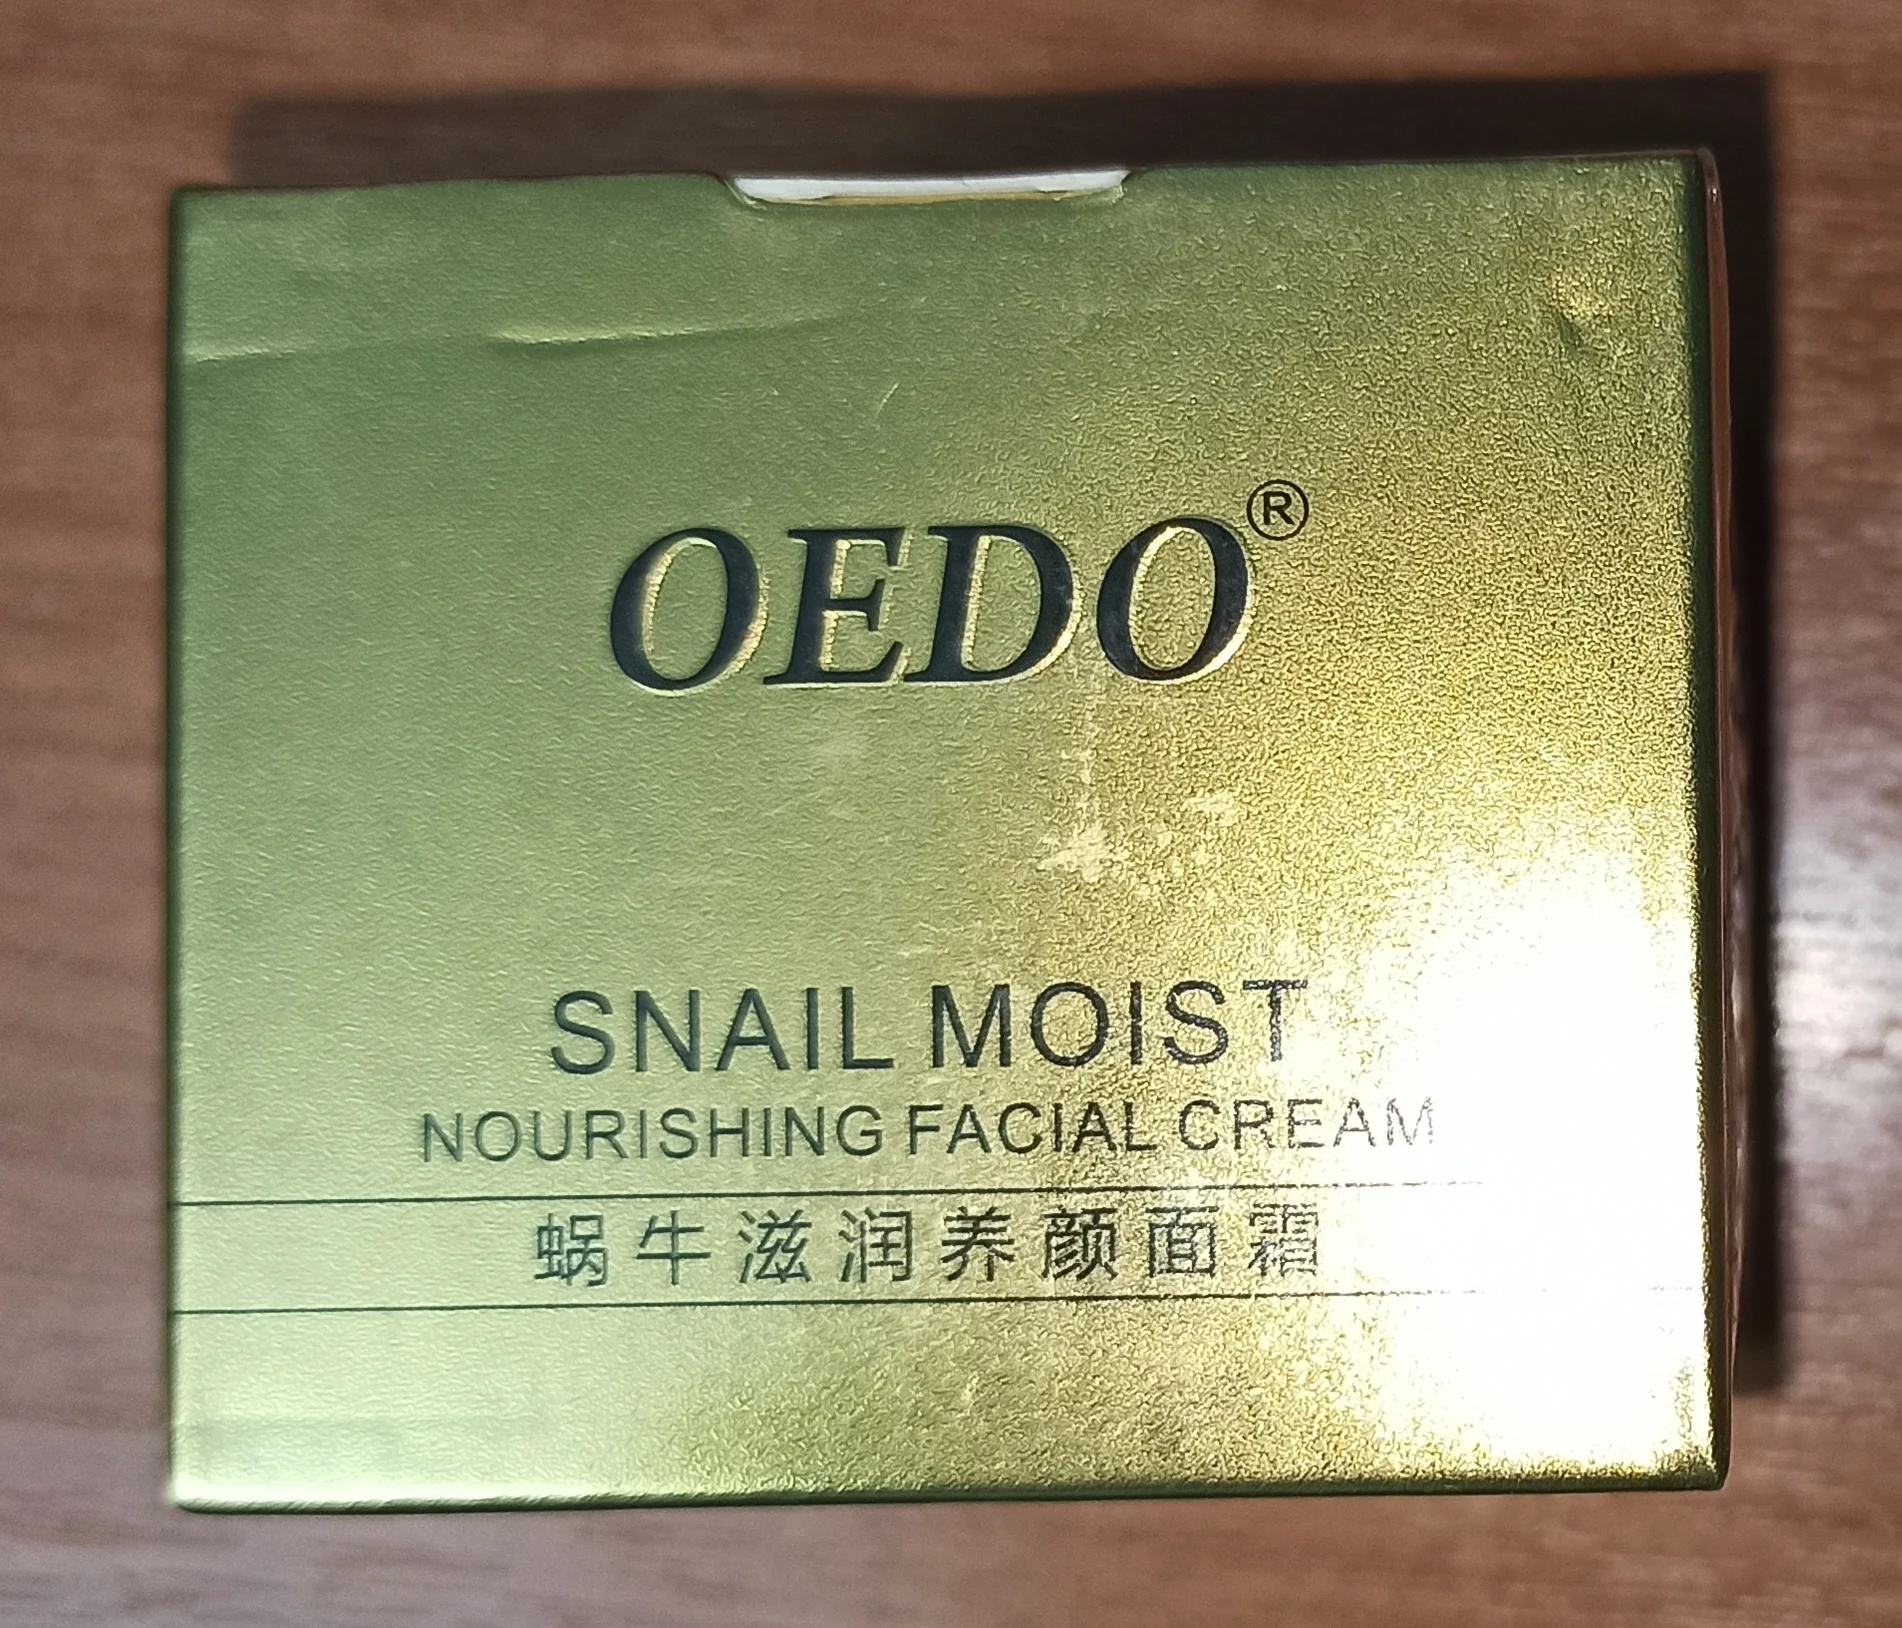 OEDO®
SNAIL MOIST
NOURISHING FACIAL CREAM
蜗牛滋润养颜面霜